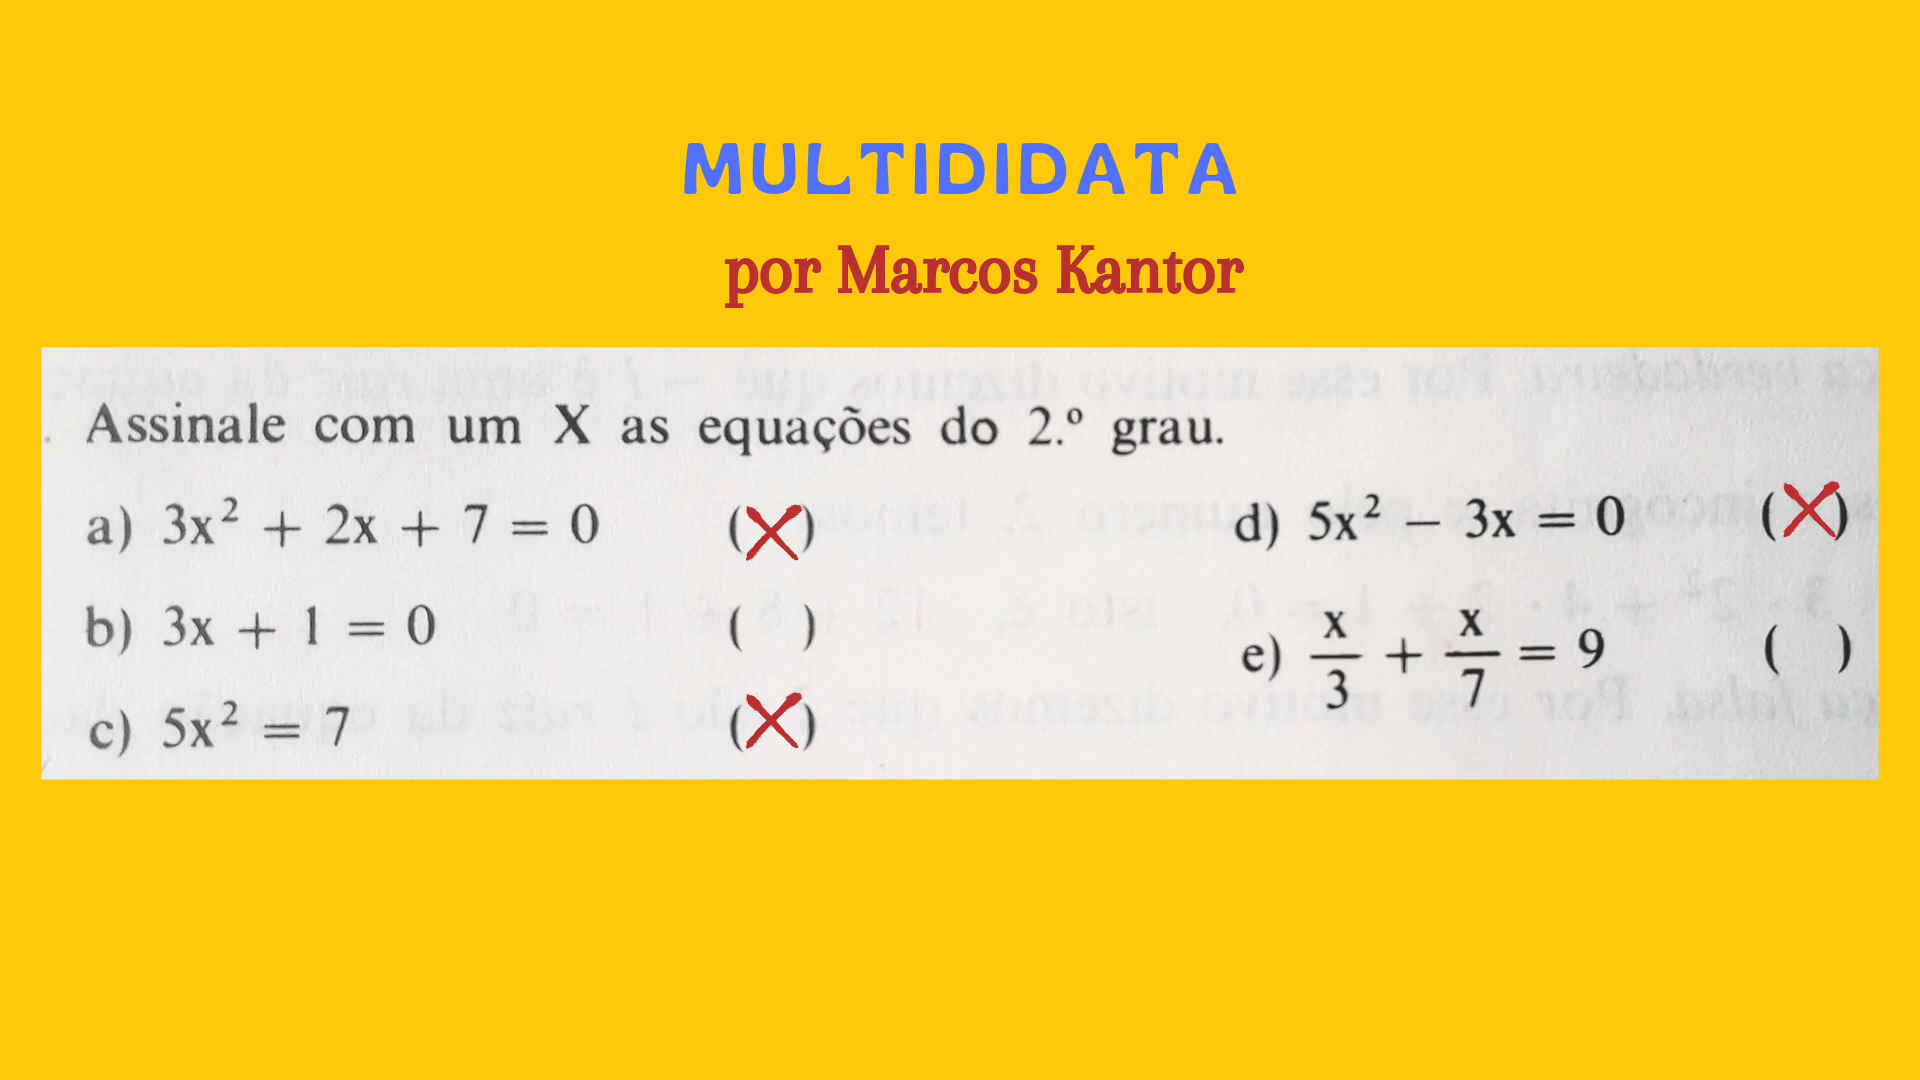 MULTIDIDATA
por Marcos Kantor
Assinale com um X as equações do 2.º grau.
a) 3x² + 2x + 7 = 0 (X)
b) 3x + 1 = 0 ( )
c) 5x² = 7 (X)
d) 5x² – 3x = 0 (X)
e) x/3 + x/7 = 9 ( )